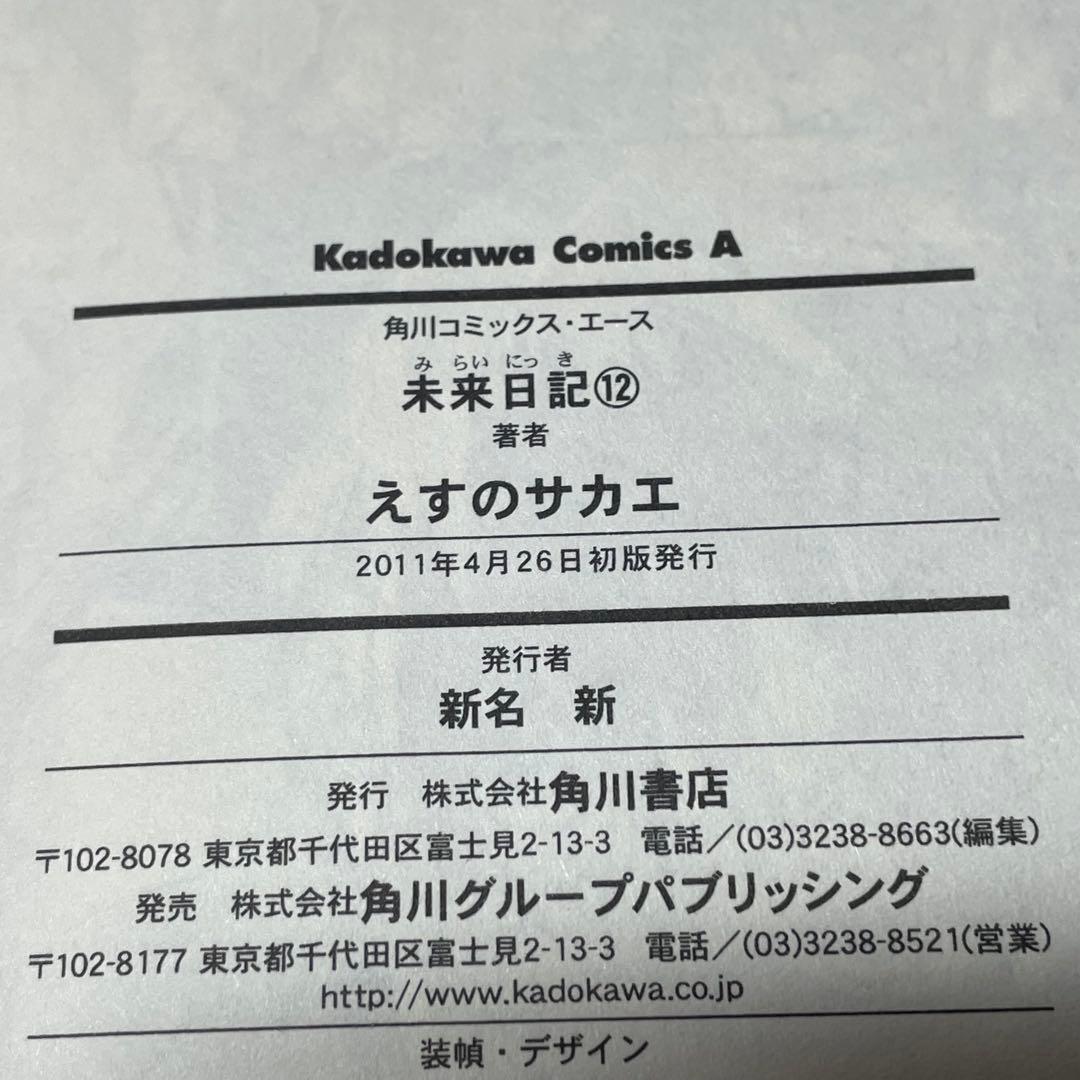 Kadokawa Comics A
角川コミックス・エース
み らい にっ き
未来日記⑫
著者
えすのサカエ
2011年4月26日初版発行
発行者
新名　新
発行　株式会社角川書店
〒102-8078 東京都千代田区富士見2-13-3　電話／(03)3238-8663(編集)
発売　株式会社角川グループパブリッシング
〒102-8177 東京都千代田区富士見2-13-3　電話／(03)3238-8521(営業)
http://www.kadokawa.co.jp
装幀・デザイン